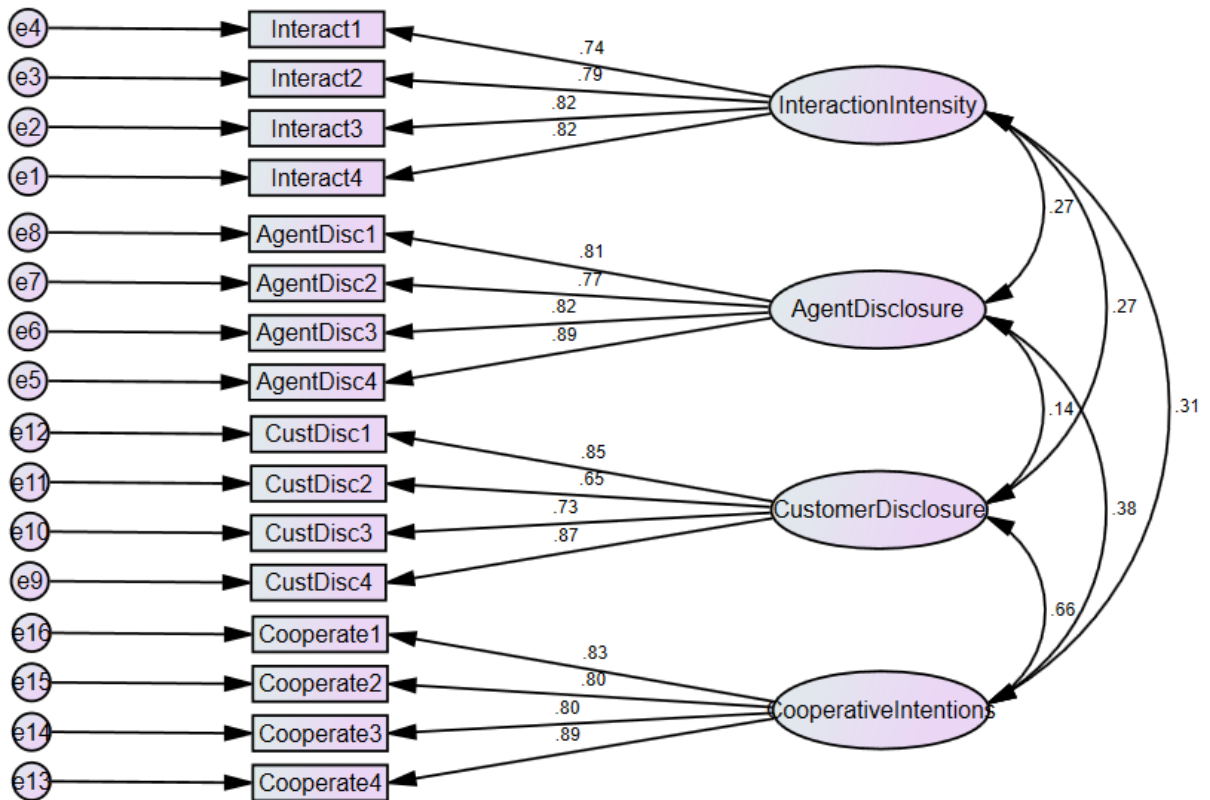 e4
Interact1
.74
e3
Interact2
.79
InteractionIntensity
e2
Interact3
.82
e1
Interact4
.82
.27
e8
AgentDisc1
.81
e7
AgentDisc2
.77
AgentDisclosure
.27
e6
AgentDisc3
.82
e5
AgentDisc4
.89
.14
.31
e12
CustDisc1
.85
e11
CustDisc2
.65
CustomerDisclosure
.38
e10
CustDisc3
.73
e9
CustDisc4
.87
.66
e16
Cooperate1
.83
e15
Cooperate2
.80
CooperativeIntentions
e14
Cooperate3
.80
e13
Cooperate4
.89